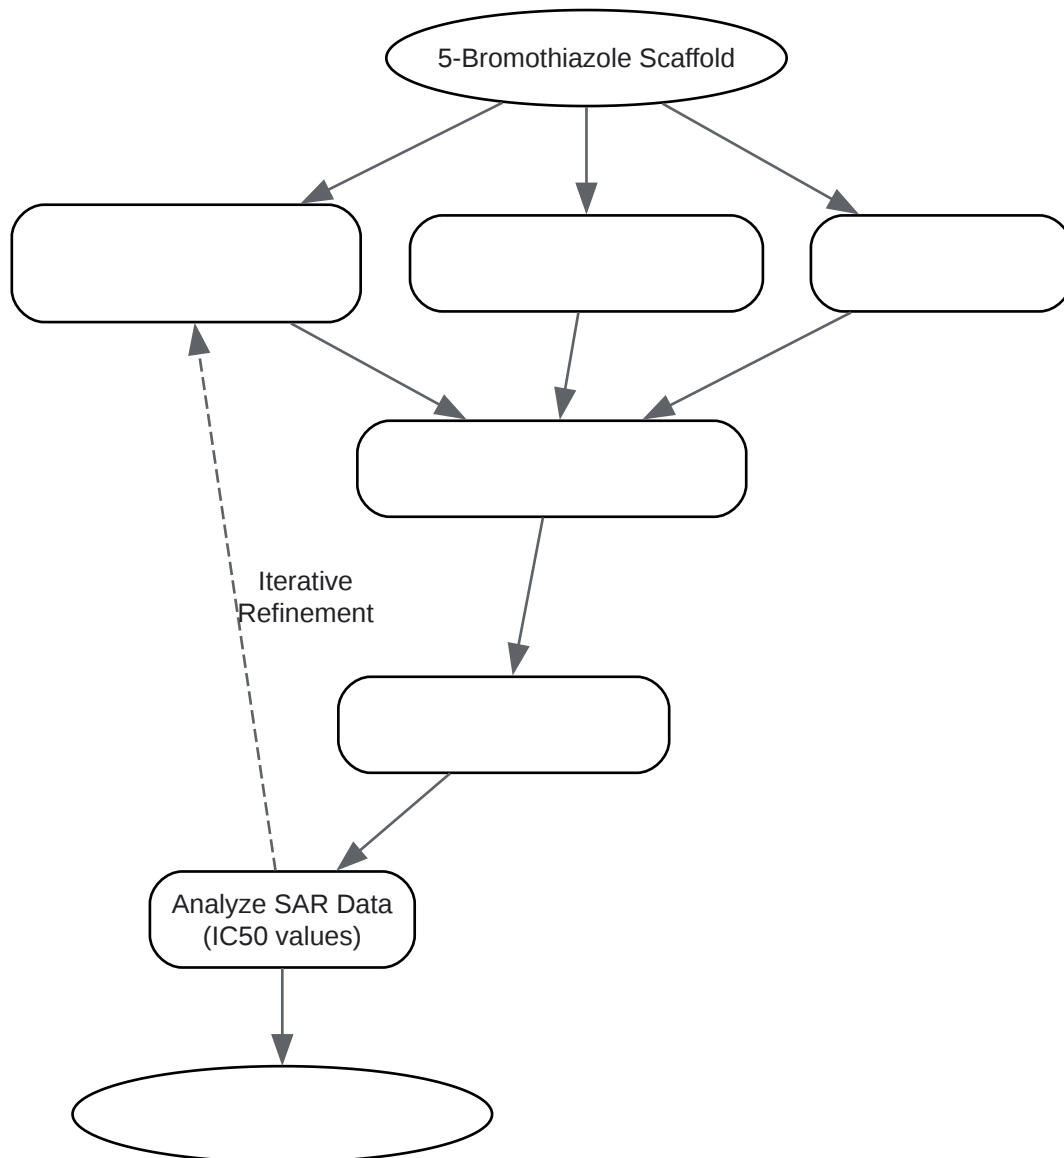 5-Bromothiazole Scaffold
Iterative
Refinement
Analyze SAR Data
(IC50 values)